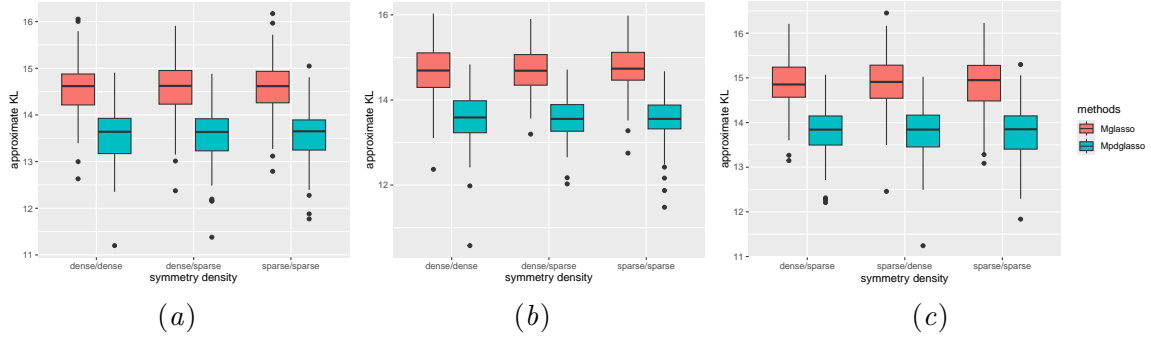 16
15
14
13
12
11
approximate KL
dense/dense
dense/sparse
sparse/sparse
symmetry density
(a)
16
14
12
approximate KL
dense/dense
dense/sparse
sparse/sparse
symmetry density
(b)
16
15
14
13
12
11
approximate KL
dense/sparse
sparse/dense
sparse/sparse
symmetry density
(c)
methods
Mglasso
Mpdglasso